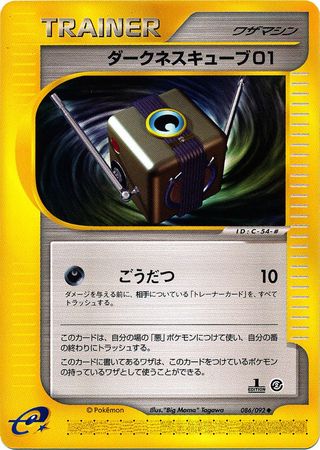 TRAINER
ワザマシン
ダークネスキューブ01
ID:C-54-#
ごうだつ 10
ダメージを与える前に、相手についている「トレーナーカード」を、すべて
トラッシュする。
このカードは、自分の場の「悪」ポケモンにつけて使い、自分の番
の終わりにトラッシュする。
このカードに書いてあるワザは、このカードをつけているポケモン
の持っているワザとして使うことができる。
1
EDITION
e
© Pokémon Illus."Big Mama" Tagawa 086/092